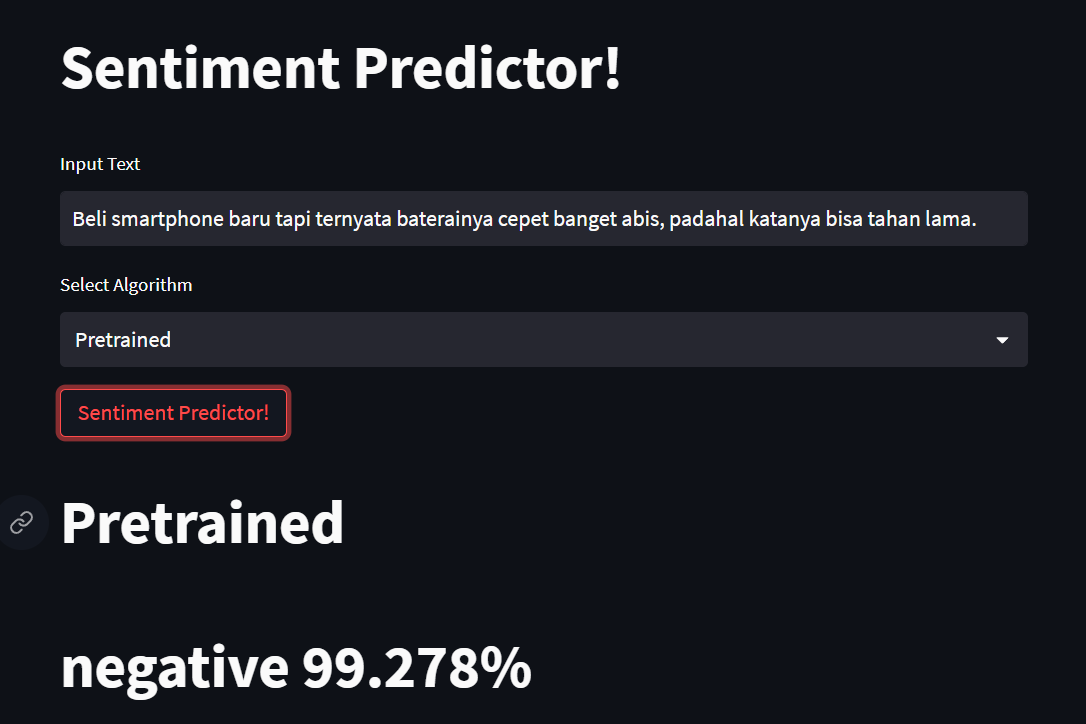 Sentiment Predictor!
Input Text
Beli smartphone baru tapi ternyata baterainya cepet banget abis, padahal katanya bisa tahan lama.
Select Algorithm
Pretrained
Sentiment Predictor!
Pretrained
negative 99.278%